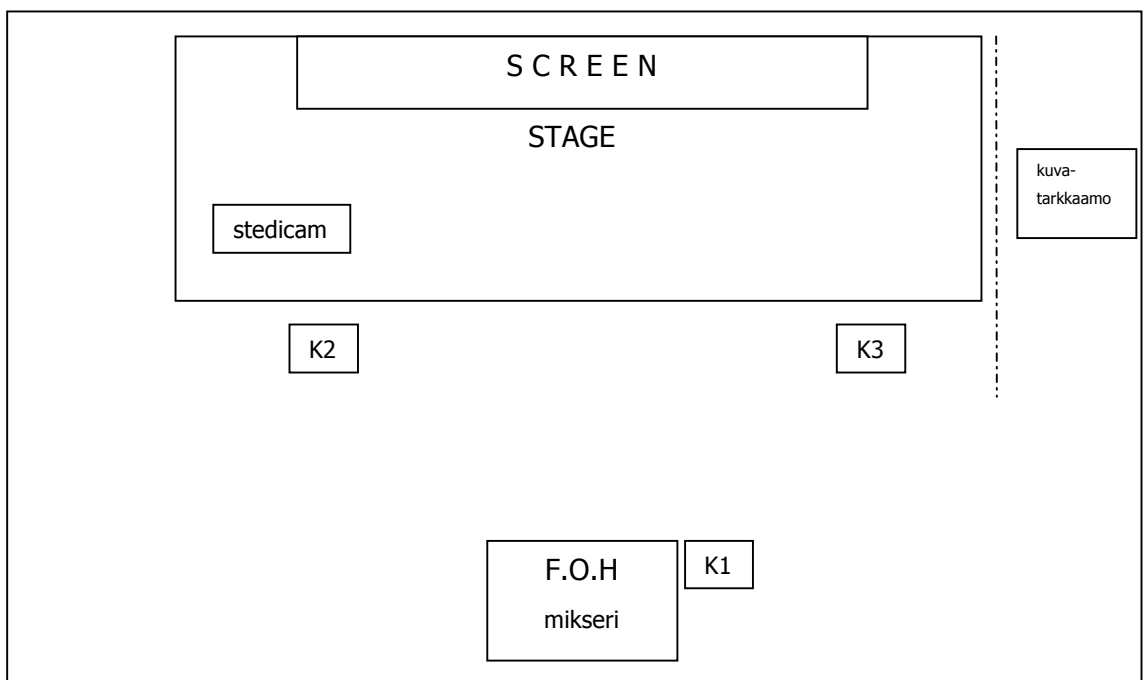 S C R E E N
STAGE
kuva-
tarkkaamo
stedicam
K2
K3
F.O.H
K1
mikseri